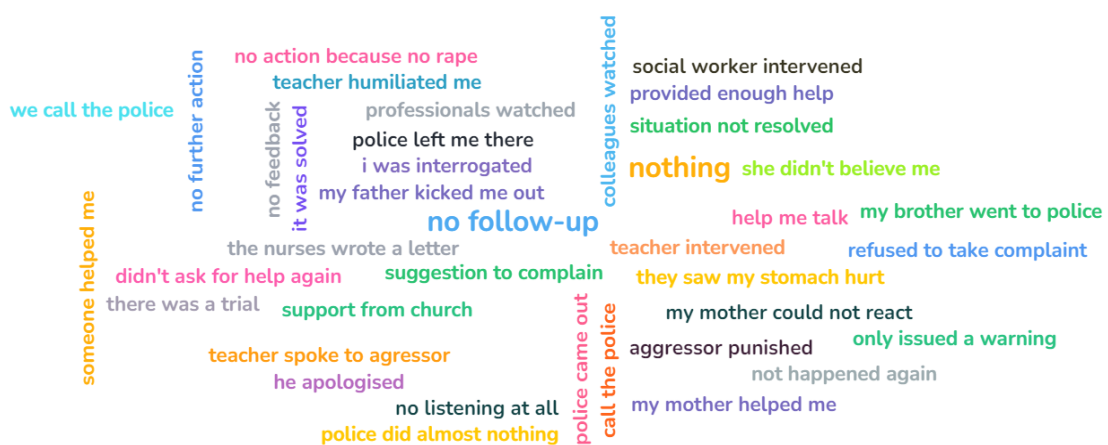 no action because no rape
teacher humiliated me
we call the police
no further action
no feedback
it was solved
professionals watched
police left me there
i was interrogated
my father kicked me out
no follow-up
colleagues watched
social worker intervened
provided enough help
situation not resolved
nothing
she didn't believe me
help me talk
my brother went to police
someone helped me
the nurses wrote a letter
teacher intervened
refused to take complaint
didn't ask for help again
suggestion to complain
they saw my stomach hurt
there was a trial
support from church
police came out
call the police
my mother could not react
teacher spoke to agressor
aggressor punished
only issued a warning
he apologised
not happened again
no listening at all
my mother helped me
police did almost nothing